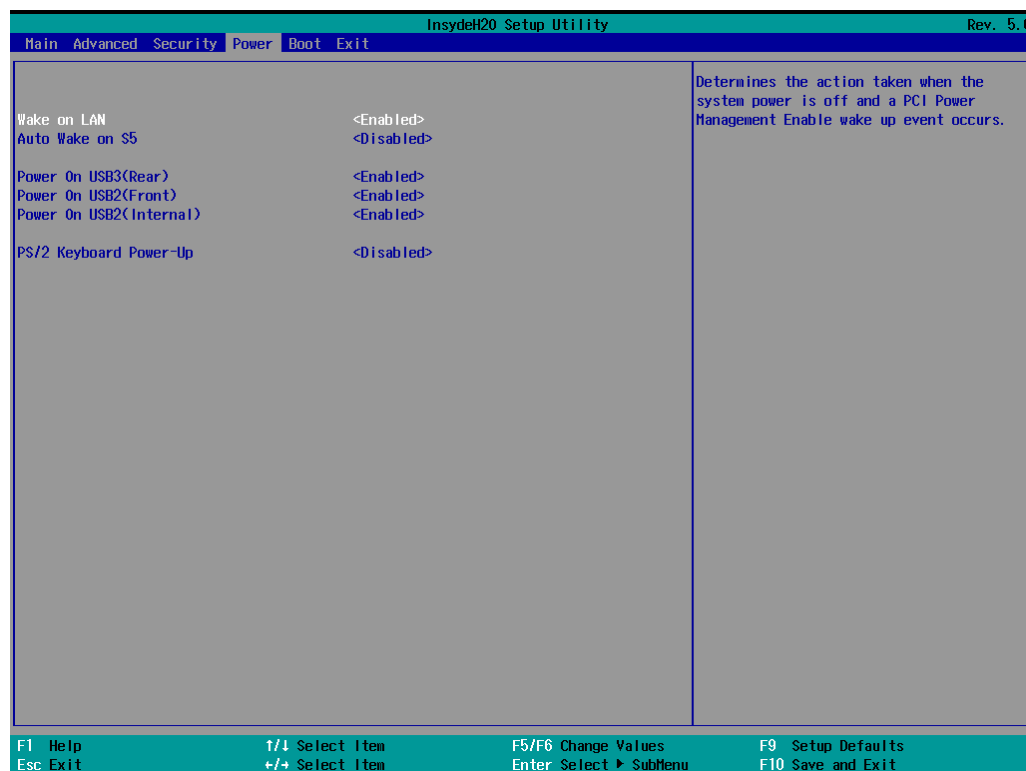 InsydeH2O Setup Utility Rev. 5.0
Main Advanced Security Power Boot Exit
Wake on LAN <Enabled>
Auto Wake on S5 <Disabled>
Power On USB3(Rear) <Enabled>
Power On USB2(Front) <Enabled>
Power On USB2(Internal) <Enabled>
PS/2 Keyboard Power-Up <Disabled>
Determines the action taken when the
system power is off and a PCI Power
Management Enable wake up event occurs.
F1 Help ↑/↓ Select Item F5/F6 Change Values F9 Setup Defaults
Esc Exit ←/→ Select Item Enter Select ▶ SubMenu F10 Save and Exit